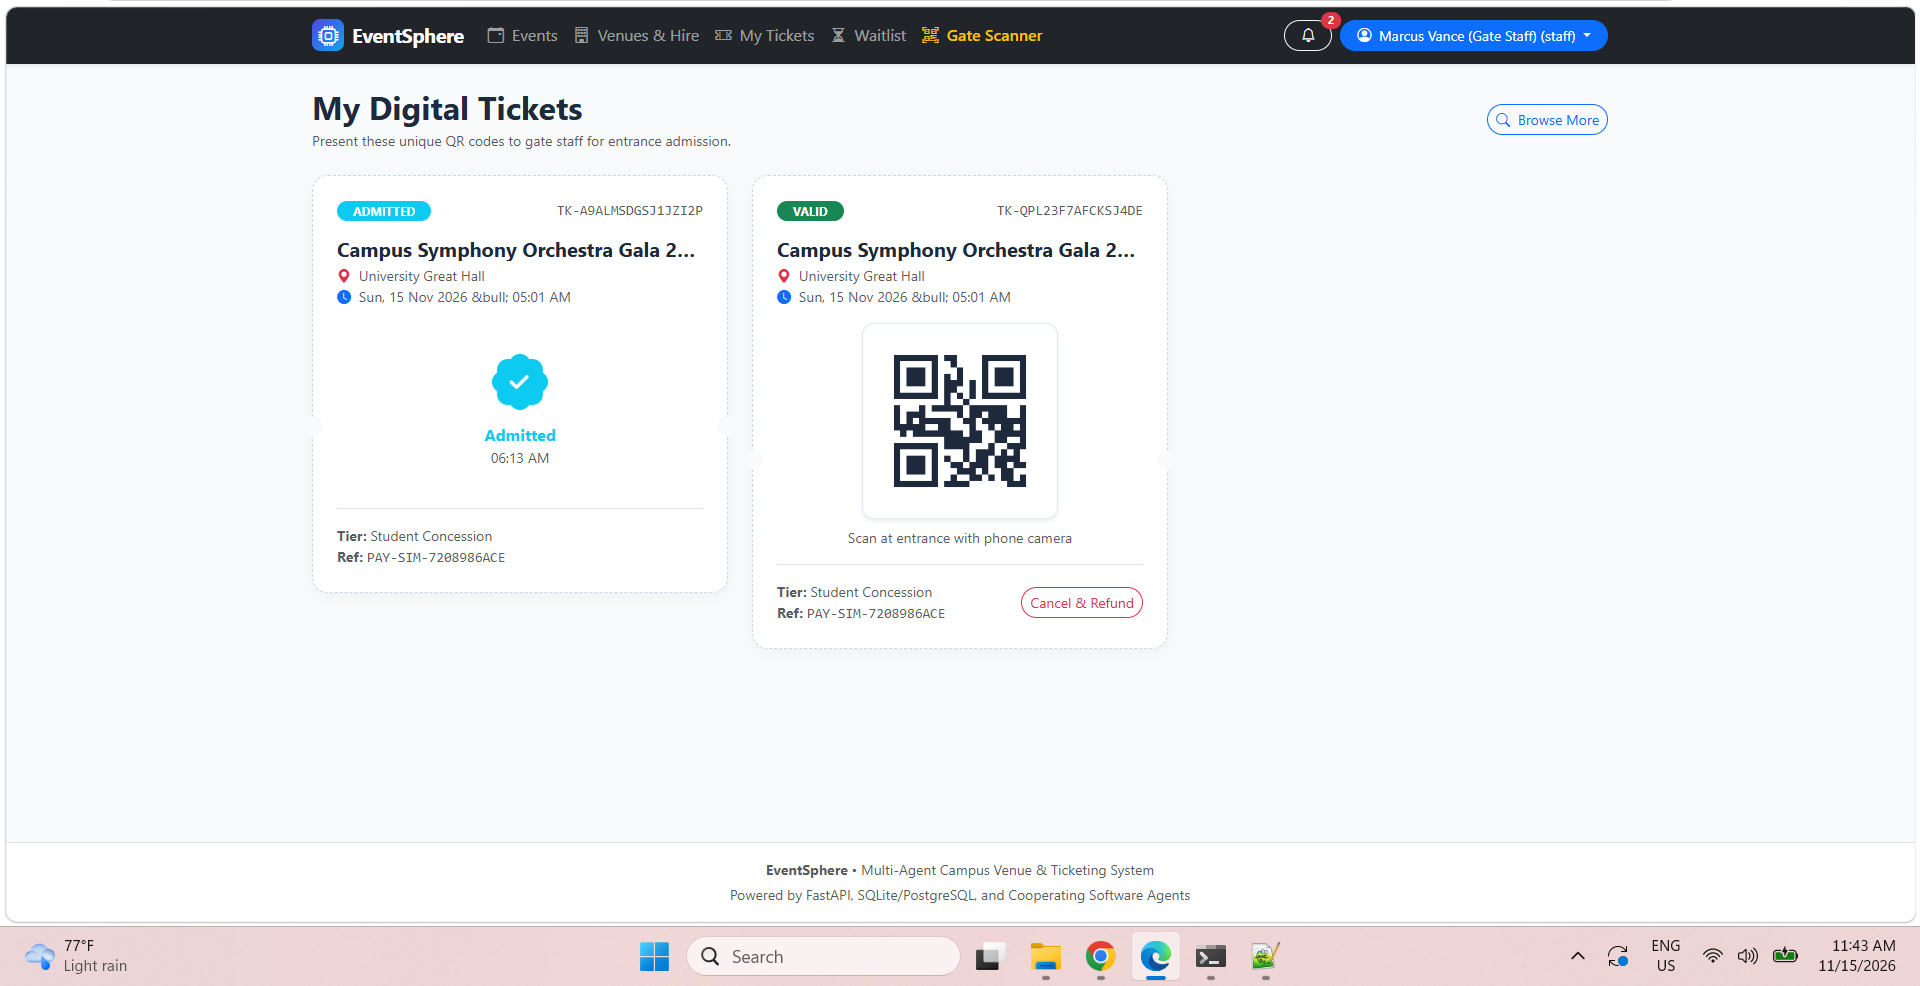 EventSphere Events Venues & Hire My Tickets Waitlist Gate Scanner 2 Marcus Vance (Gate Staff) (staff)
My Digital Tickets
Present these unique QR codes to gate staff for entrance admission.
Browse More
ADMITTED TK-A9ALMSDGSJ1JZI2P
Campus Symphony Orchestra Gala 2...
University Great Hall
Sun, 15 Nov 2026 &bull; 05:01 AM
Admitted
06:13 AM
Tier: Student Concession
Ref: PAY-SIM-7208986ACE
VALID TK-QPL23F7AFCKSJ4DE
Campus Symphony Orchestra Gala 2...
University Great Hall
Sun, 15 Nov 2026 &bull; 05:01 AM
Scan at entrance with phone camera
Tier: Student Concession
Ref: PAY-SIM-7208986ACE
Cancel & Refund
EventSphere • Multi-Agent Campus Venue & Ticketing System
Powered by FastAPI, SQLite/PostgreSQL, and Cooperating Software Agents
77°F
Light rain
Search
ENG
US
11:43 AM
11/15/2026